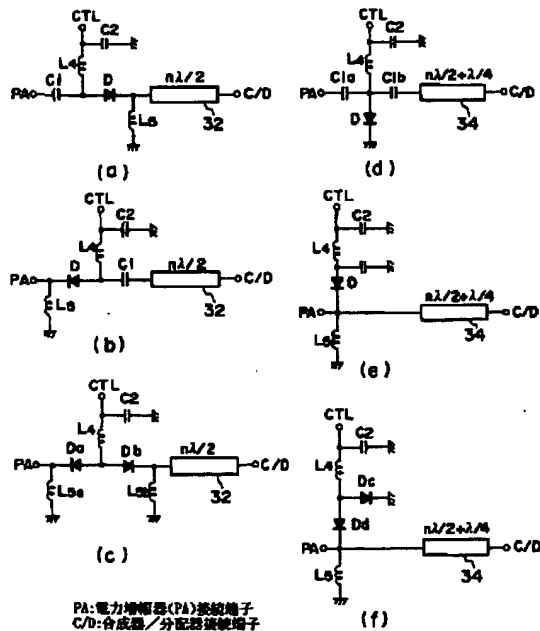 CTL
C2
L4
PA C1 D nλ/2 C/D
L5 32
(a)
CTL
C2
L4
PA D C1 nλ/2 C/D
L5 32
(b)
CTL
C2
L4
PA Da Db nλ/2 C/D
L5a L5b 32
(c)
CTL
C2
L4
PA C1a C1b nλ/2+λ/4 C/D
D 34
(d)
CTL
C2
L4
D
PA nλ/2+λ/4 C/D
L5 34
(e)
CTL
C2
L4
Dc
Dd
PA nλ/2+λ/4 C/D
L5 34
(f)
PA:電力増幅器(PA)接続端子
C/D:合成器/分配器接続端子